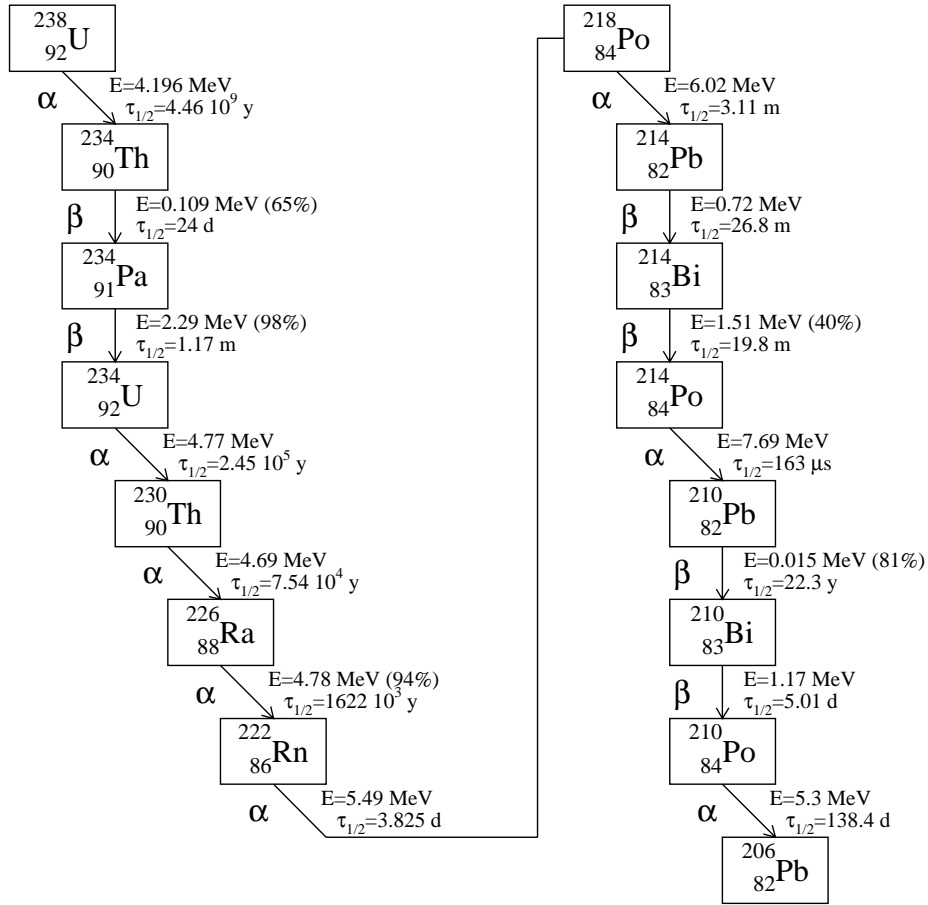 238
92U
α
E=4.196 MeV
τ1/2=4.46 10^9 y
234
90Th
β
E=0.109 MeV (65%)
τ1/2=24 d
234
91Pa
β
E=2.29 MeV (98%)
τ1/2=1.17 m
234
92U
α
E=4.77 MeV
τ1/2=2.45 10^5 y
230
90Th
α
E=4.69 MeV
τ1/2=7.54 10^4 y
226
88Ra
α
E=4.78 MeV (94%)
τ1/2=1622 10^3 y
222
86Rn
α
E=5.49 MeV
τ1/2=3.825 d
218
84Po
α
E=6.02 MeV
τ1/2=3.11 m
214
82Pb
β
E=0.72 MeV
τ1/2=26.8 m
214
83Bi
β
E=1.51 MeV (40%)
τ1/2=19.8 m
214
84Po
α
E=7.69 MeV
τ1/2=163 μs
210
82Pb
β
E=0.015 MeV (81%)
τ1/2=22.3 y
210
83Bi
β
E=1.17 MeV
τ1/2=5.01 d
210
84Po
α
E=5.3 MeV
τ1/2=138.4 d
206
82Pb